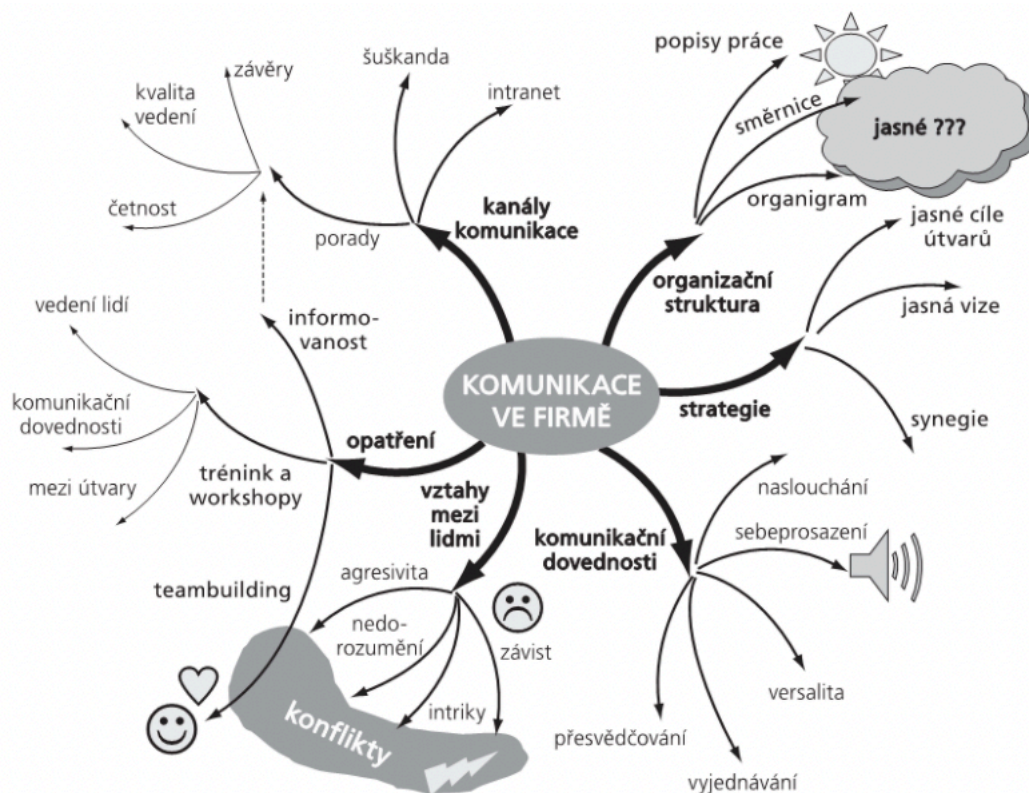 popisy práce
směrnice
jasné ???
organigram
organizační
struktura
jasné cíle
útvarů
jasná vize
synegie
strategie
KOMUNIKACE
VE FIRMĚ
kanály
komunikace
šuškanda
intranet
porady
závěry
kvalita
vedení
četnost
informo-
vanost
opatření
vedení lidí
komunikační
dovednosti
mezi útvary
trénink a
workshopy
teambuilding
vztahy
mezi
lidmi
agresivita
nedo-
rozumění
intriky
závist
konflikty
komunikační
dovednosti
naslouchání
sebeprosazení
versalita
vyjednávání
přesvědčování